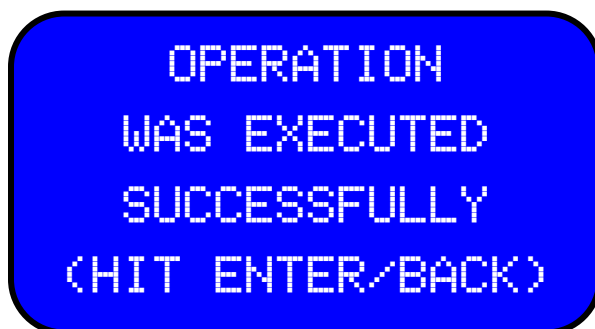 OPERATION
WAS EXECUTED
SUCCESSFULLY
(HIT ENTER/BACK)